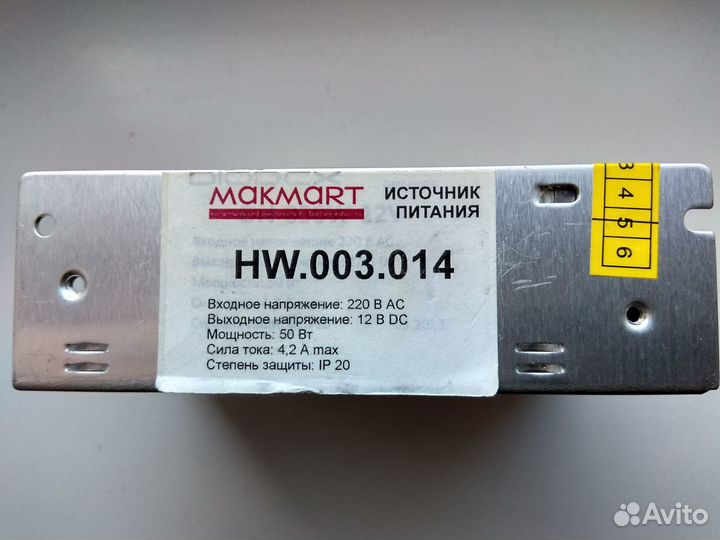 MAKMART
ИСТОЧНИК
ПИТАНИЯ
HW.003.014
Входное напряжение: 220 В AC
Выходное напряжение: 12 В DC
Мощность: 50 Вт
Сила тока: 4,2 А max
Степень защиты: IP 20
3 4 5 6
Avito